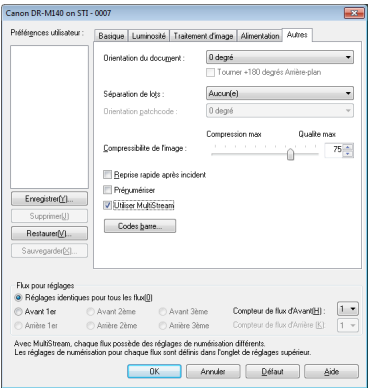 Canon DR-M140 on STI - 0007
Préférences utilisateur :
Basique Luminosité Traitement d'image Alimentation Autres
Orientation du document : 0 degré
Tourner +180 degrés Arrière-plan
Séparation de lots : Aucun(e)
Orientation patchcode : 0 degré
Compression max Qualite max
Compressibilite de l'image : 75
Reprise rapide après incident
Prénumériser
Utiliser MultiStream
Codes barre...
Enregistrer(Y)...
Supprimer(J)
Restaurer(V)...
Sauvegarder(X)...
Flux pour réglages
Réglages identiques pour tous les flux(0)
Avant 1er Avant 2ème Avant 3ème Compteur de flux d'Avant(H) : 1
Arrière 1er Arrière 2ème Arrière 3ème Compteur de flux d'Arrière (K) : 1
Avec MultiStream, chaque flux possède des réglages de numérisation différents.
Les réglages de numérisation pour chaque flux sont définis dans l'onglet de réglages supérieur.
OK Annuler Défaut Aide